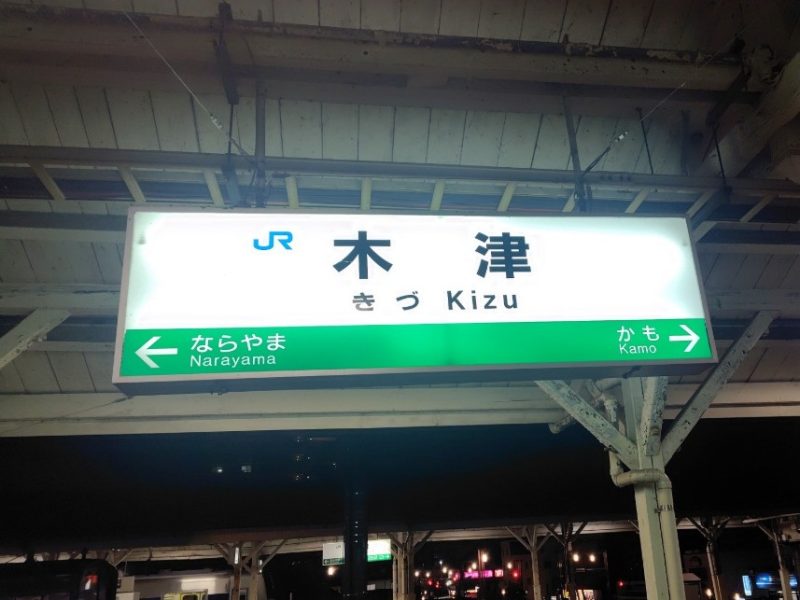 JR 木津
きづ Kizu
← ならやま
Narayama
かも →
Kamo